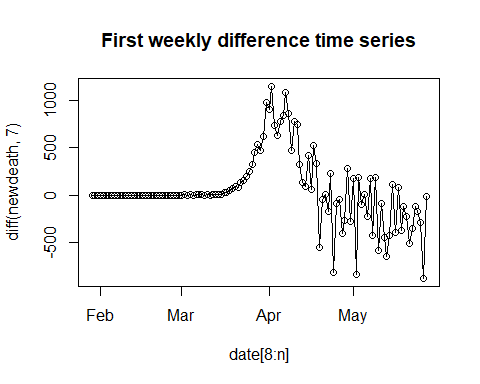 First weekly difference time series
diff(newdeath, 7)
1000
500
0
-500
Feb Mar Apr May
date[8:n]